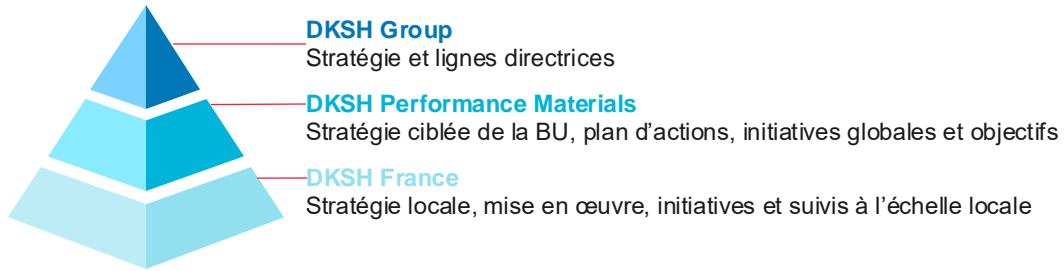 DKSH Group
Stratégie et lignes directrices
DKSH Performance Materials
Stratégie ciblée de la BU, plan d’actions, initiatives globales et objectifs
DKSH France
Stratégie locale, mise en œuvre, initiatives et suivis à l’échelle locale